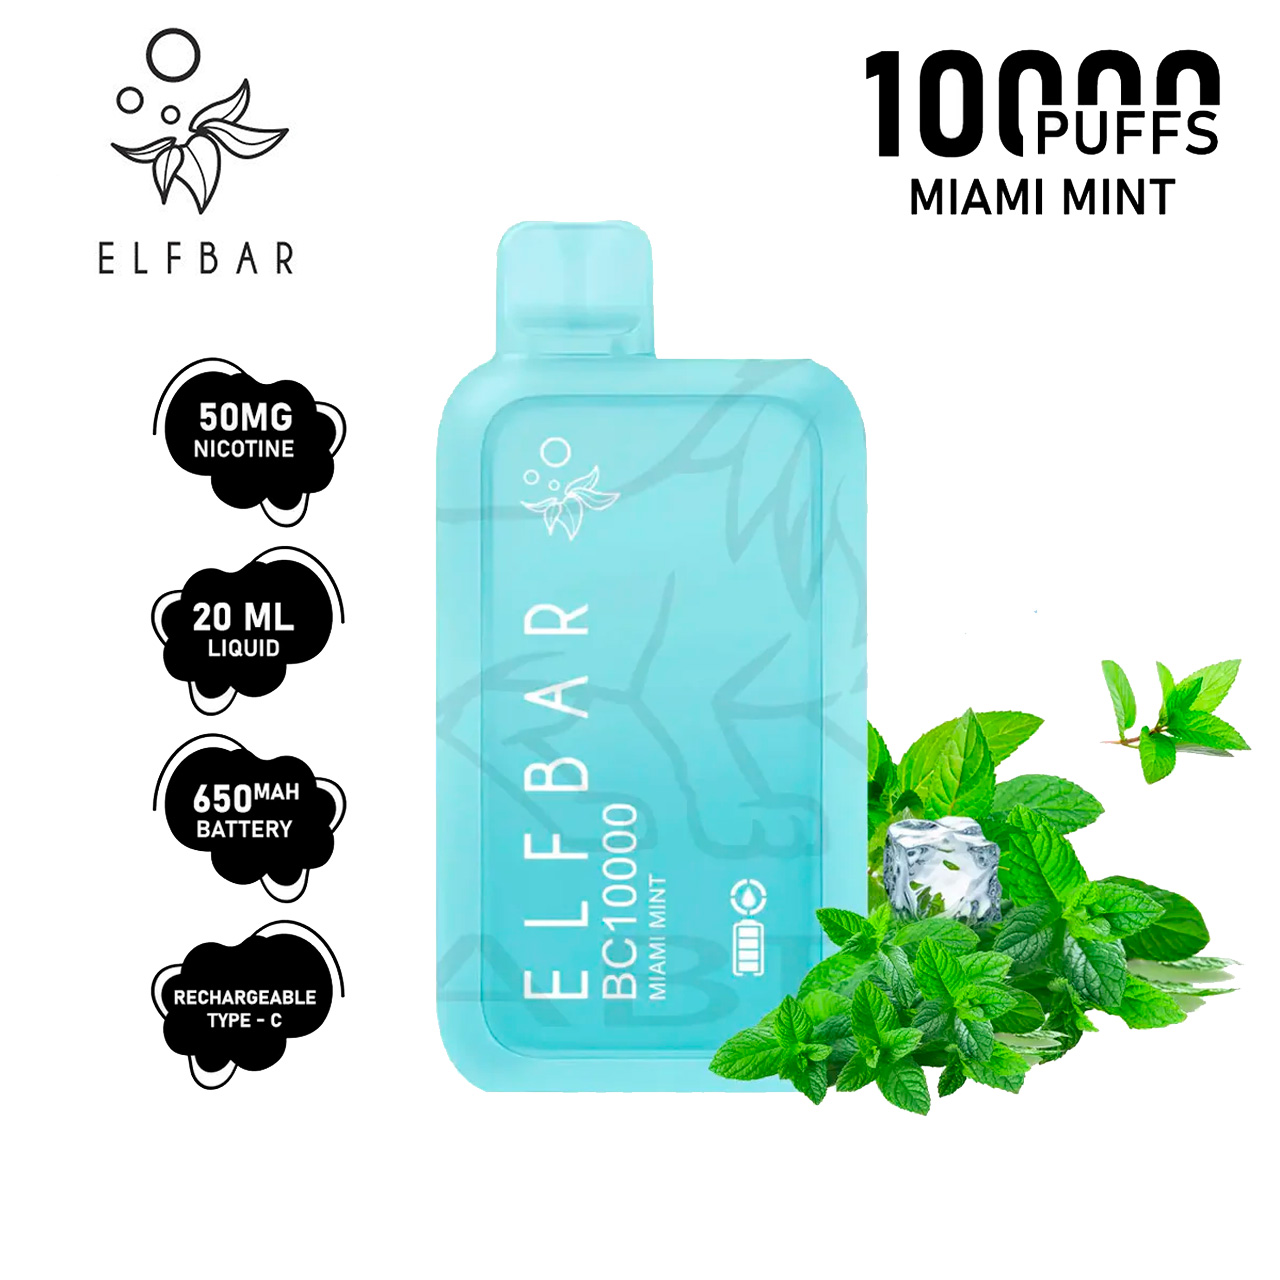 ELFBAR
10000
PUFFS
MIAMI MINT
50MG
NICOTINE
20 ML
LIQUID
650MAH
BATTERY
RECHARGEABLE
TYPE - C
ELFBAR
BC10000
MIAMI MINT